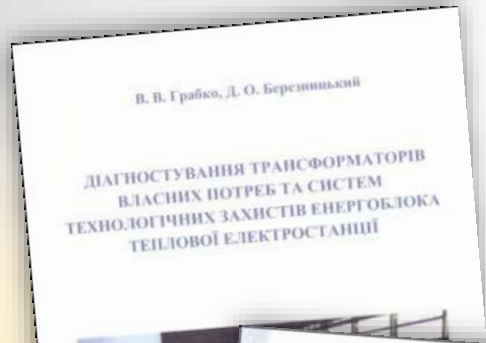 В. В. Грабко, Д. О. Березницький
ДІАГНОСТУВАННЯ ТРАНСФОРМАТОРІВ
ВЛАСНИХ ПОТРЕБ ТА СИСТЕМ
ТЕХНОЛОГІЧНИХ ЗАХИСТІВ ЕНЕРГОБЛОКА
ТЕПЛОВОЇ ЕЛЕКТРОСТАНЦІЇ